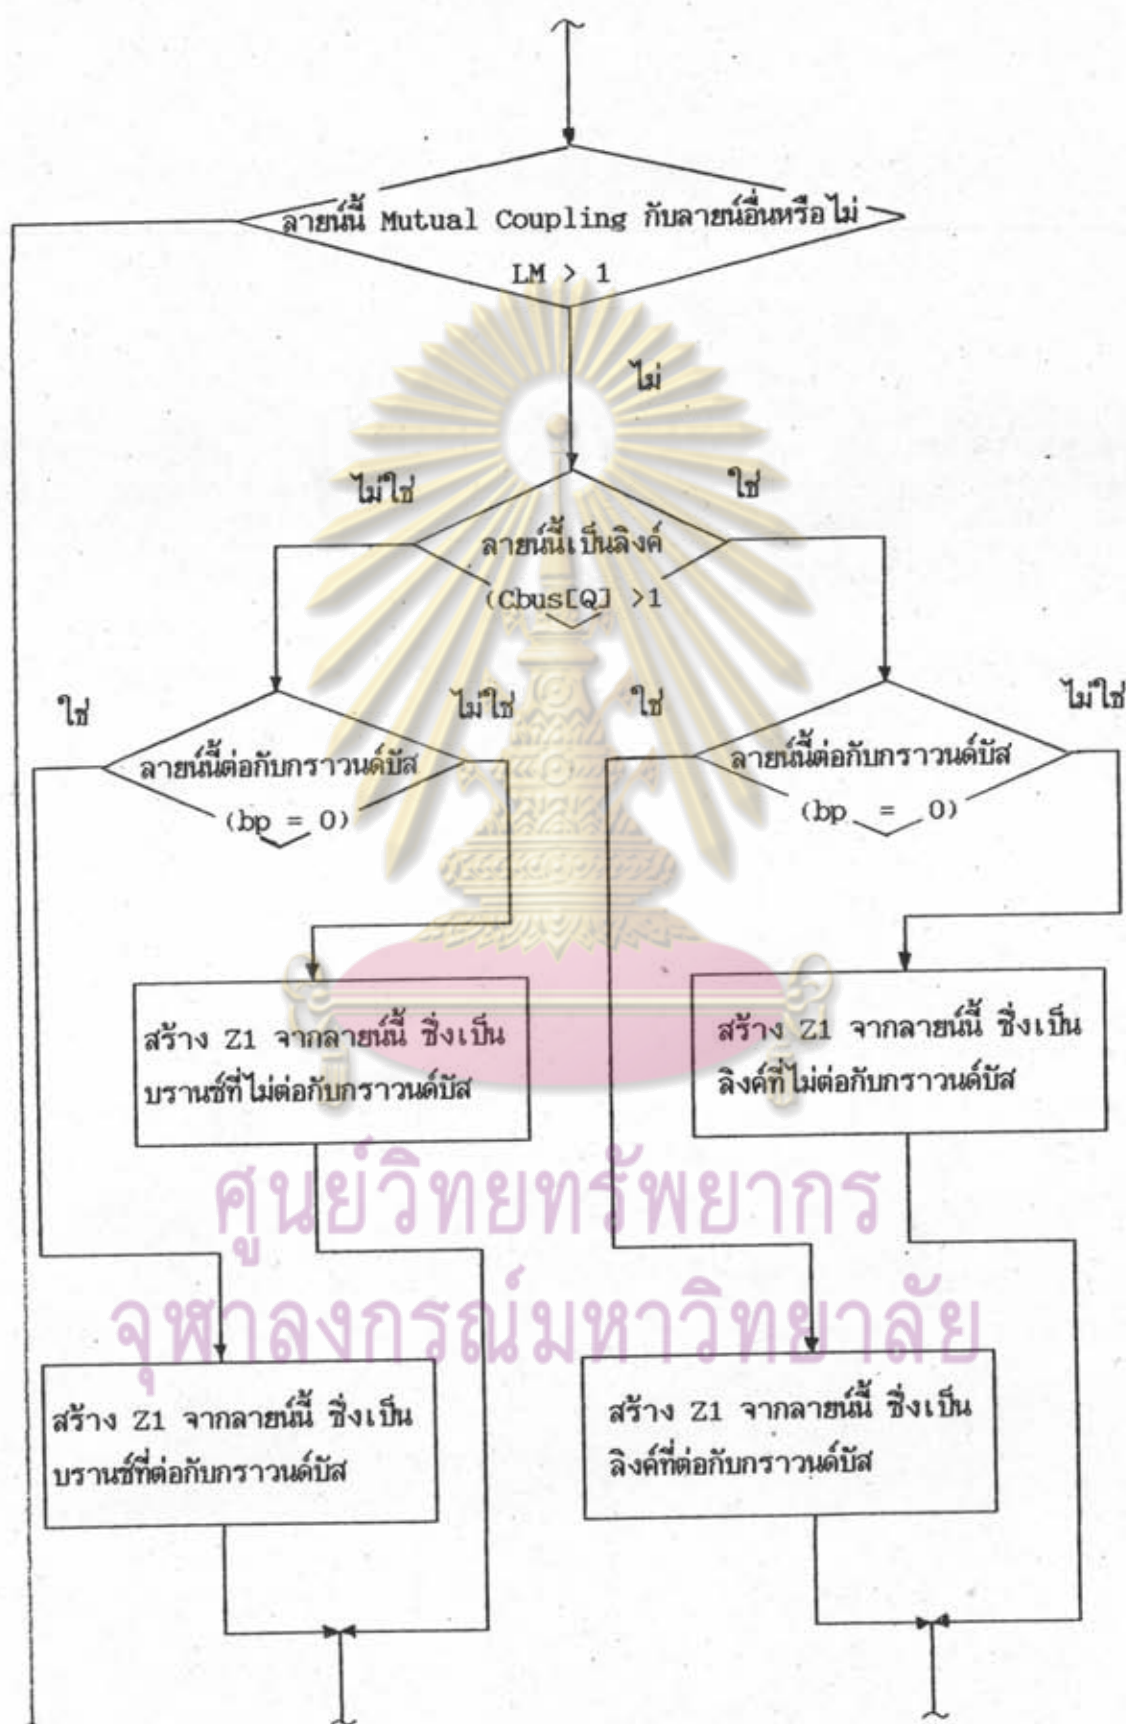 ลายน์นี้ Mutual Coupling กับลายน์อื่นหรือไม่
LM > 1
ไม่
ไม่ใช่
ใช่
ลายน์นี้เป็นลิงค์
(Cbus[Q] >1
ใช่
ไม่ใช่
ใช่
ไม่ใช่
ลายน์นี้ต่อกับกราวนด์บัส
(bp = 0)
ลายน์นี้ต่อกับกราวนด์บัส
(bp = 0)
สร้าง Z1 จากลายน์นี้ ซึ่งเป็น
บรานช์ที่ไม่ต่อกับกราวนด์บัส
สร้าง Z1 จากลายน์นี้ ซึ่งเป็น
ลิงค์ที่ไม่ต่อกับกราวนด์บัส
ศูนย์วิทยทรัพยากร
จุฬาลงกรณ์มหาวิทยาลัย
สร้าง Z1 จากลายน์นี้ ซึ่งเป็น
บรานช์ที่ต่อกับกราวนด์บัส
สร้าง Z1 จากลายน์นี้ ซึ่งเป็น
ลิงค์ที่ต่อกับกราวนด์บัส